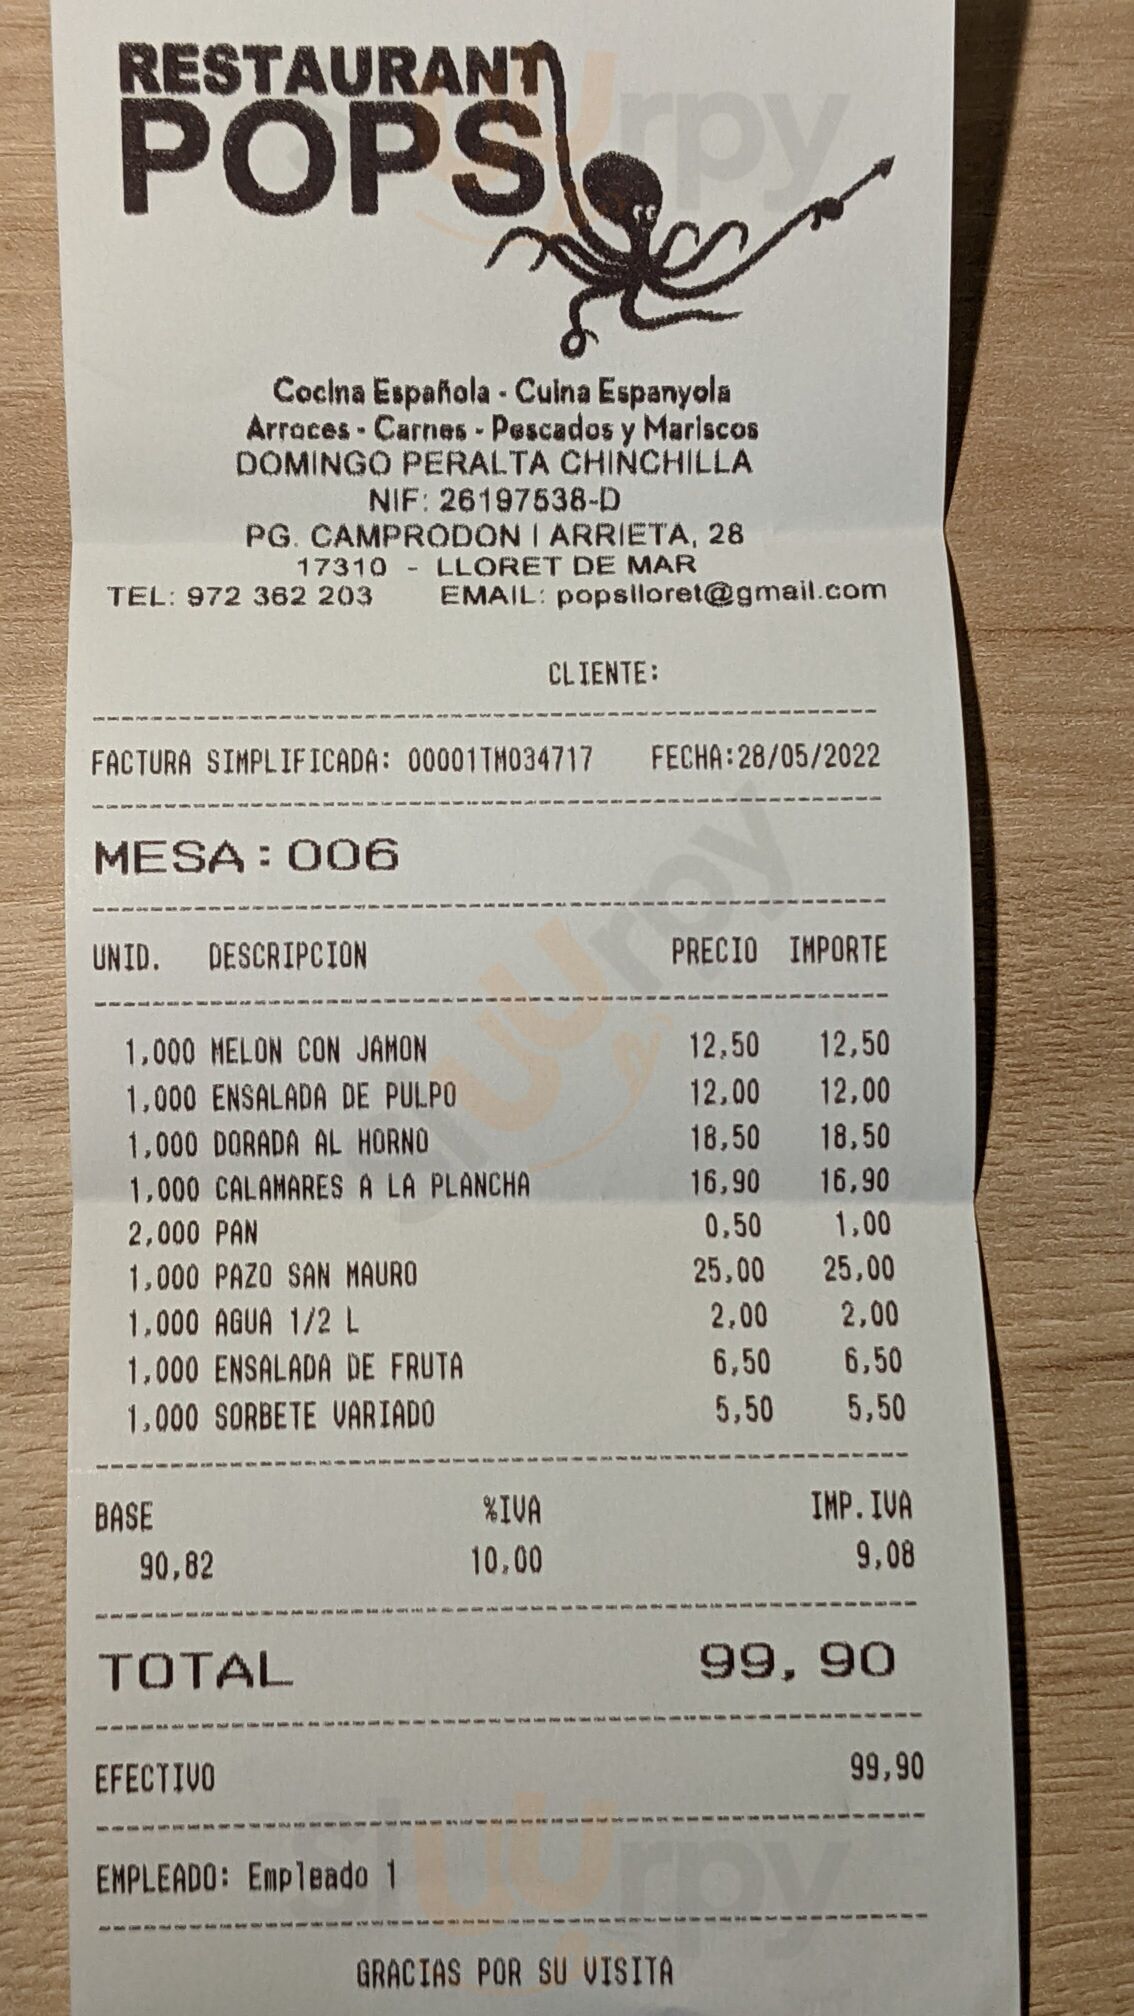 RESTAURANT
POPS
Cocina Española - Cuina Espanyola
Arroces - Carnes - Pescados y Mariscos
DOMINGO PERALTA CHINCHILLA
NIF: 26197538-D
PG. CAMPRODON I ARRIETA, 28
17310 - LLORET DE MAR
TEL: 972 362 203 EMAIL: popslloret@gmail.com
CLIENTE:
FACTURA SIMPLIFICADA: 00001TM034717 FECHA:28/05/2022
MESA:006
UNID. DESCRIPCION PRECIO IMPORTE
1,000 MELON CON JAMON 12,50 12,50
1,000 ENSALADA DE PULPO 12,00 12,00
1,000 DORADA AL HORNO 18,50 18,50
1,000 CALAMARES A LA PLANCHA 16,90 16,90
2,000 PAN 0,50 1,00
1,000 PAZO SAN MAURO 25,00 25,00
1,000 AGUA 1/2 L 2,00 2,00
1,000 ENSALADA DE FRUTA 6,50 6,50
1,000 SORBETE VARIADO 5,50 5,50
BASE %IVA IMP.IVA
90,82 10,00 9,08
TOTAL 99,90
EFECTIVO 99,90
EMPLEADO: Empleado 1
GRACIAS POR SU VISITA
sluurpy
sluurpy
sluurpy